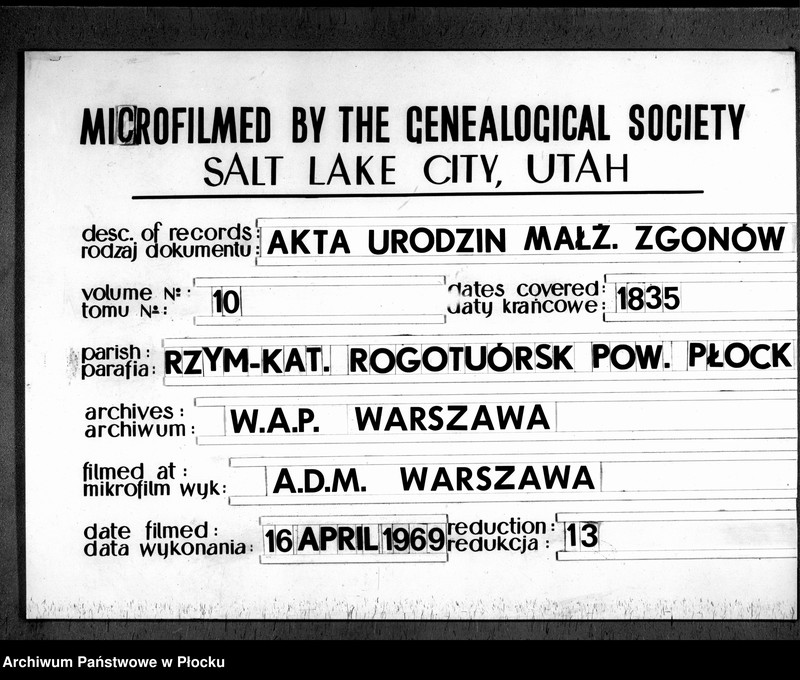 MICROFILMED BY THE GENEALOGICAL SOCIETY
SALT LAKE CITY, UTAH
desc. of records: AKTA URODZIN MAŁŻ. ZGONÓW
rodzaj dokumentu:
volume №: 10 dates covered: 1835
tomu №: daty krańcowe:
parish: RZYM-KAT. ROGOTUÓRSK POW. PŁOCK
parafia:
archives: W.A.P. WARSZAWA
archiwum:
filmed at: A.D.M. WARSZAWA
mikrofilm wyk:
date filmed: 16 APRIL 1969 reduction: 13
data wykonania: redukcja:
Archiwum Państwowe w Płocku